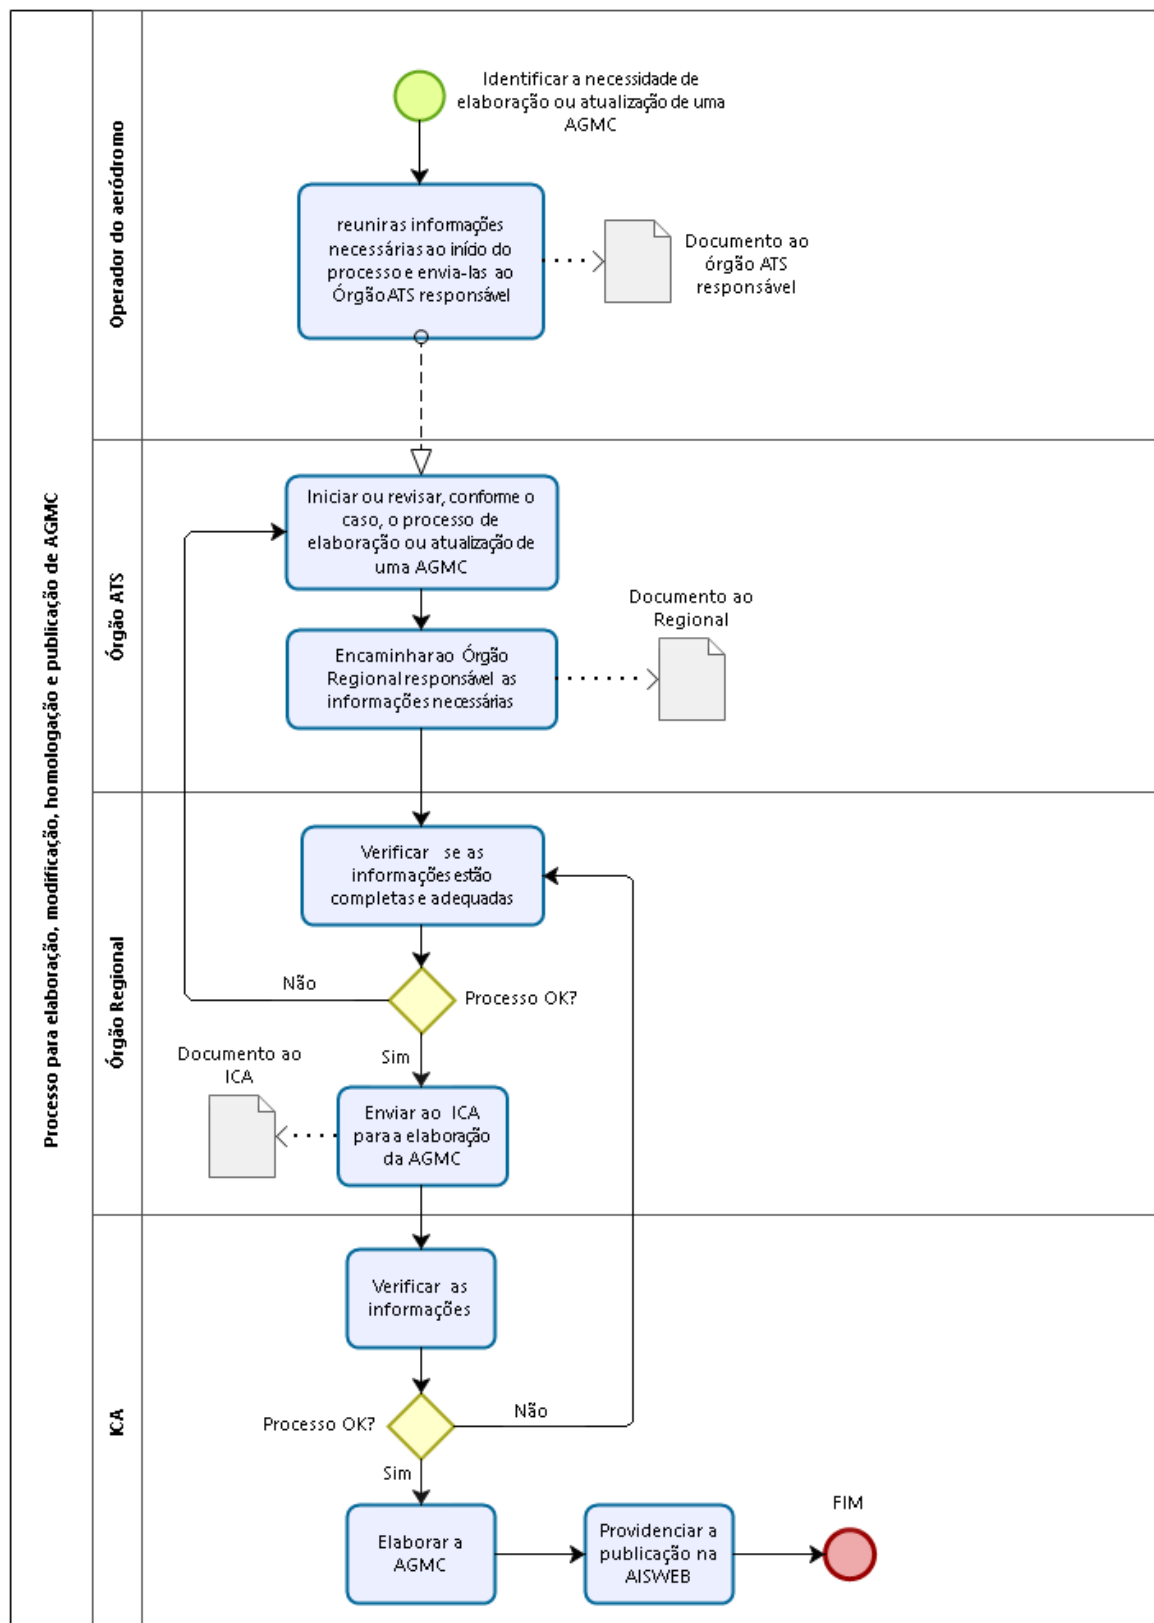 Processo para elaboração, modificação, homologação e publicação de AGMC
Operador do aeródromo
Identificar a necessidade de
elaboração ou atualização de uma
AGMC
reunir as informações
necessárias ao início do
processo e envia-las ao
Órgão ATS responsável
Documento ao
órgão ATS
responsável
Órgão ATS
Iniciar ou revisar, conforme o
caso, o processo de
elaboração ou atualização de
uma AGMC
Encaminhar ao Órgão
Regional responsável as
informações necessárias
Documento ao
Regional
Órgão Regional
Verificar se as
informações estão
completas e adequadas
Não
Processo OK?
Sim
Documento ao
ICA
Enviar ao ICA
para a elaboração
da AGMC
ICA
Verificar as
informações
Processo OK?
Não
Sim
Elaborar a
AGMC
Providenciar a
publicação na
AISWEB
FIM